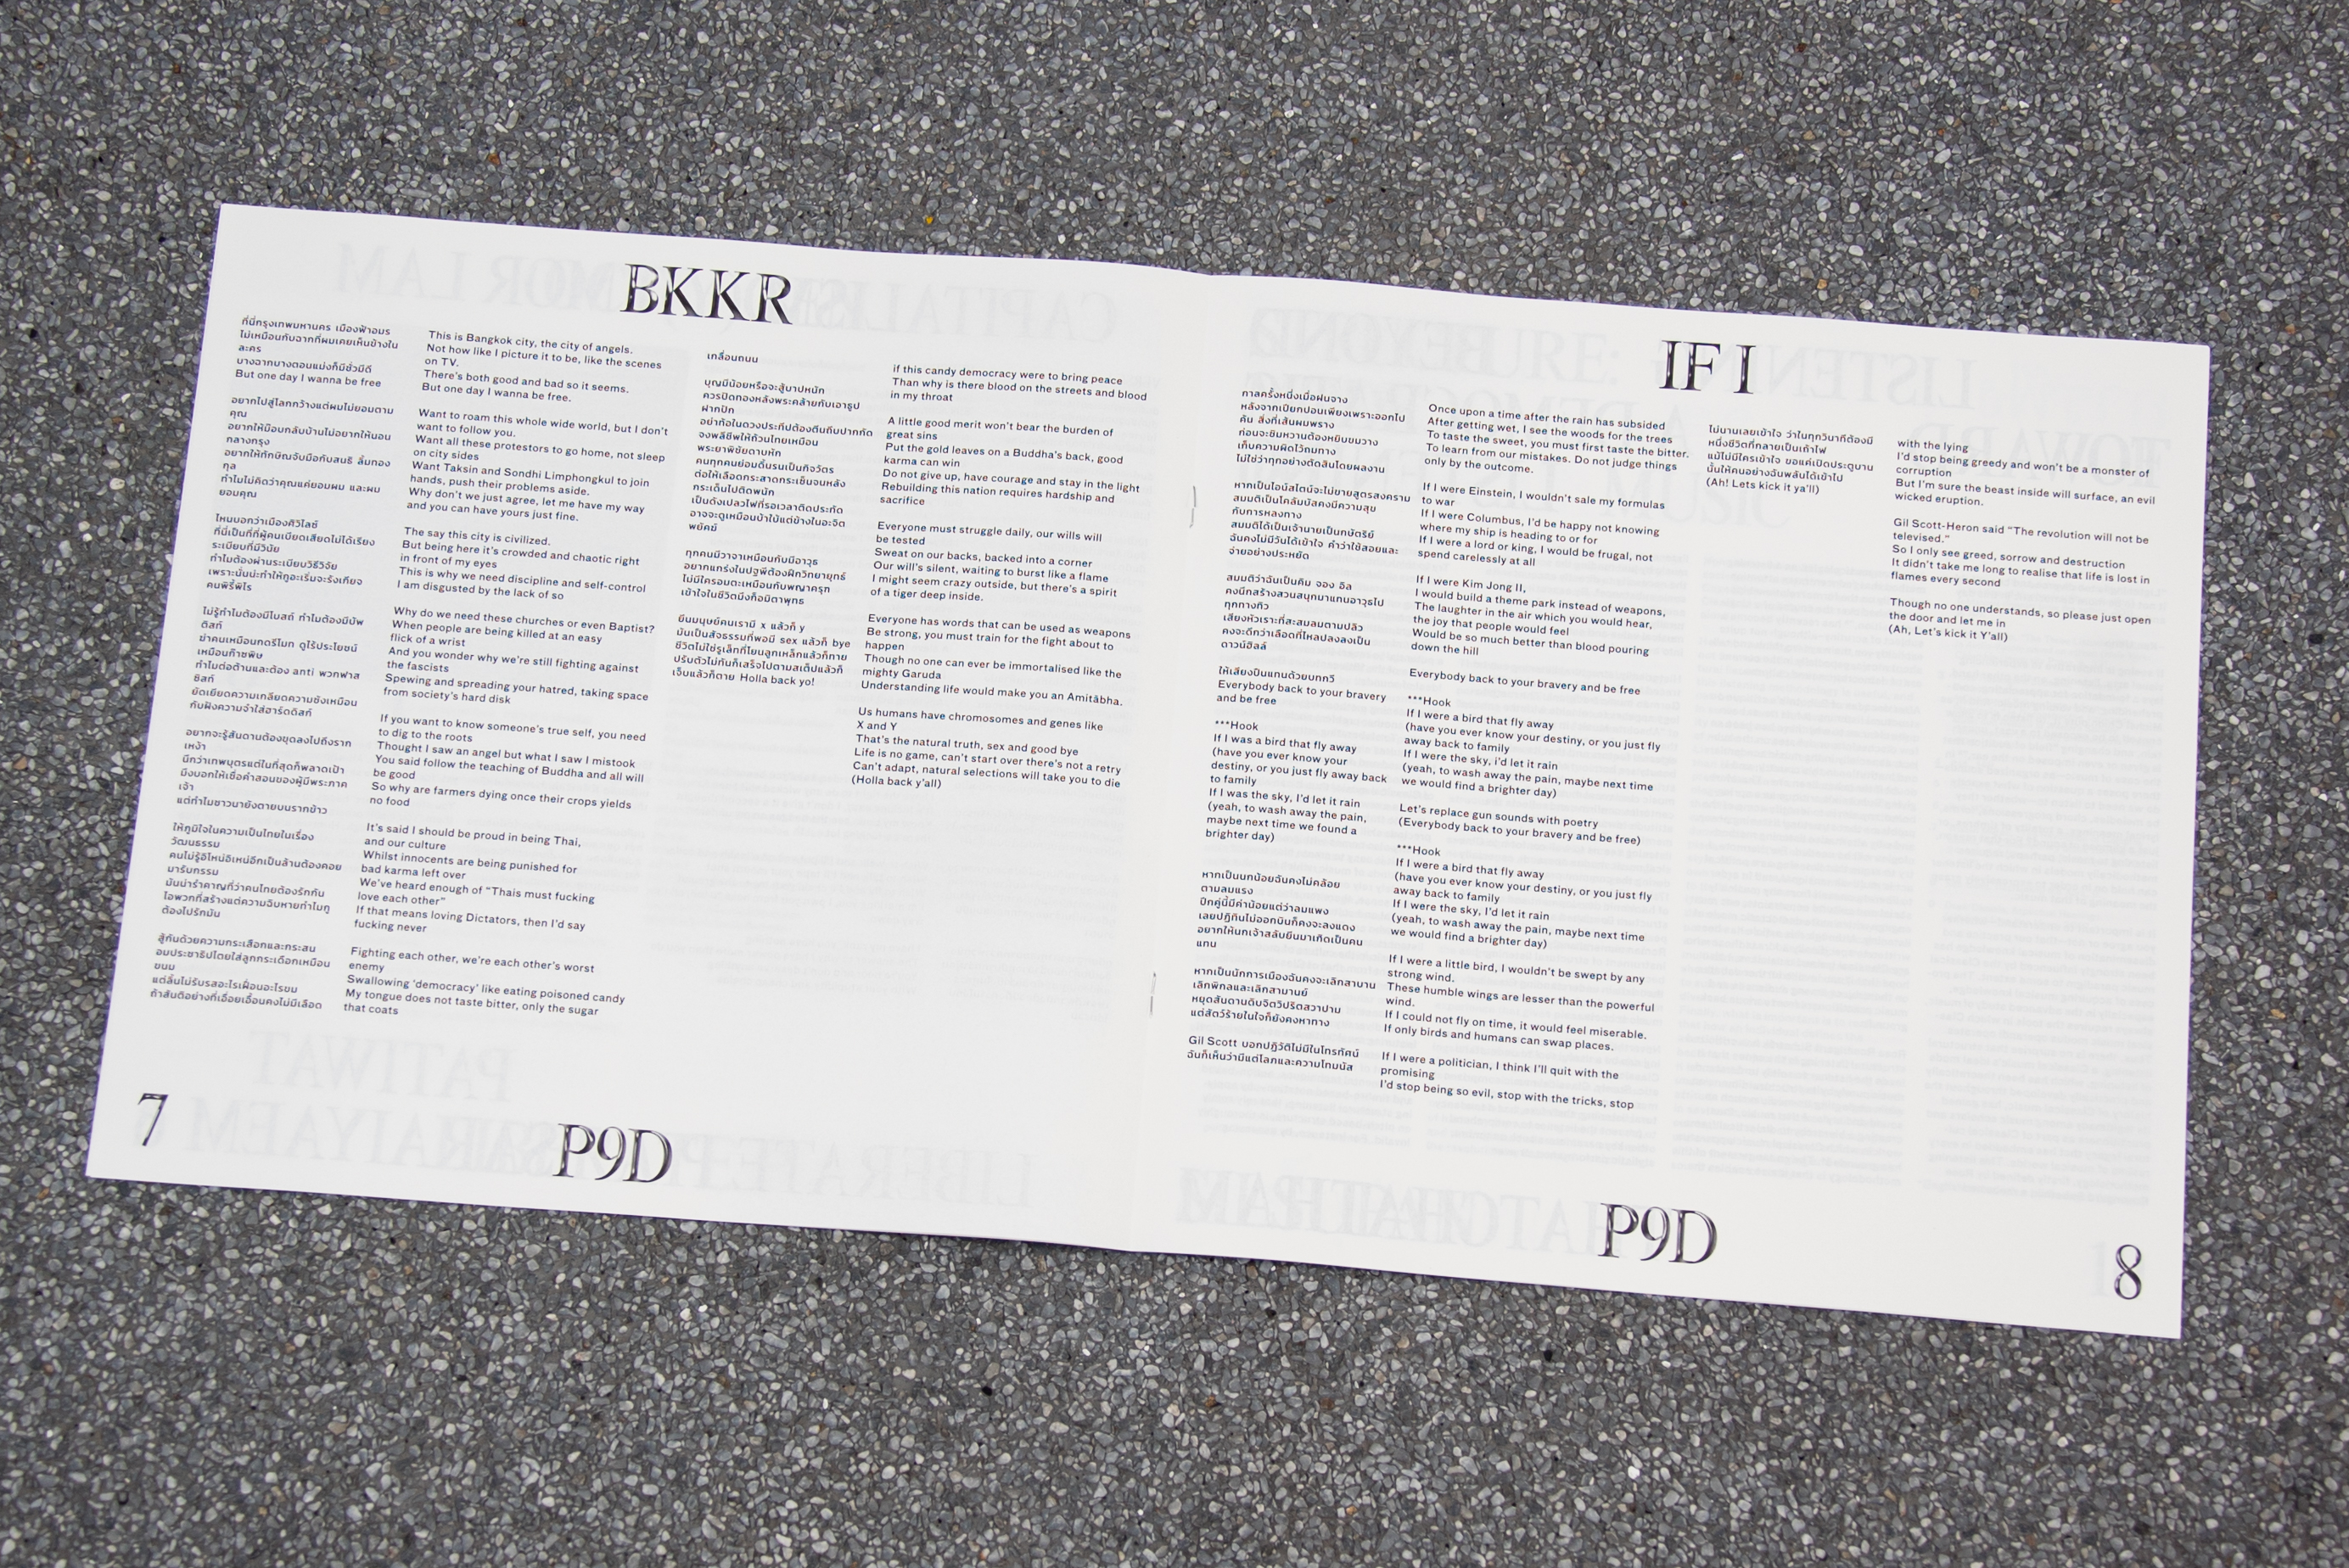 BKKR
ที่นี่กรุงเทพมหานคร เมืองฟ้าอมร
ไม่เหมือนกับฉากที่ผมเคยเห็นข้างใน
ละคร
บางฉากบางตอนแม่งก็มีชั่วมีดี
But one day I wanna be free
อยากไปสู่โลกกว้างแต่ผมไม่ยอมตาม
คุณ
อยากให้ม็อบกลับบ้านไม่อยากให้นอน
กลางกรุง
อยากให้ทักษิณจับมือกับสนธิ ลิ้มทอง
กุล
ทำไมไม่คิดว่าคุณแค่ยอมผม และผม
ยอมคุณ
ไหนบอกว่าเมืองศิวิไลซ์
ที่นี่เป็นที่ที่ผู้คนเบียดเสียดไม่ได้เรียง
ระเบียบที่มีวินัย
ทำไมต้องผ่านระเบียบวิธีวิจัย
เพราะนั่นน่ะทำให้กูอะเริ่มจะรังเกียจ
คนพิรี้พิไร
ไม่รู้ทำไมต้องมีโบสถ์ ทำไมต้องมีบัพ
ติสท์
ฆ่าคนเหมือนกดรีโมท ดูไร้ประโยชน์
เหมือนก๊าซพิษ
ทำไมต่อต้านและต้อง anti พวกฟาส
ซิสท์
ยัดเยียดความเกลียดความชังเหมือน
กับฝังความจำใส่ฮาร์ดดิสก์
อยากจะรู้สันดานต้องขุดลงไปถึงราก
เหง้า
นึกว่าเทพบุตรแต่ในที่สุดก็พลาดเป้า
มึงบอกให้เชื่อคำสอนของผู้มีพระภาค
เจ้า
แต่ทำไมชาวนายังตายบนรากข้าว
ให้ภูมิใจในความเป็นไทยในเรื่อง
วัฒนธรรม
คนไม่รู้อิโหน่อิเหน่อีกเป็นล้านต้องคอย
มารับกรรม
มันน่ารำคาญที่ว่าคนไทยต้องรักกัน
ไอพวกที่สร้างแต่ความฉิบหายทำไมกู
ต้องไปรักมัน
สู้กันด้วยความกระเสือกและกระสน
อมประชาธิปไตยใส่ลูกกระเดือกเหมือน
ขนม
แต่ลิ้นไม่รับรสอะไรเฝื่อนอะไรขม
ถ้าสันติอย่างที่เอื่อยเอื่อนคงไม่มีเลือด
This is Bangkok city, the city of angels.
Not how like I picture it to be, like the scenes
on TV.
There's both good and bad so it seems.
But one day I wanna be free.
Want to roam this whole wide world, but I don't
want to follow you.
Want all these protestors to go home, not sleep
on city sides
Want Taksin and Sondhi Limphongkul to join
hands, push their problems aside.
Why don't we just agree, let me have my way
and you can have yours just fine.
The say this city is civilized.
But being here it's crowded and chaotic right
in front of my eyes
This is why we need discipline and self-control
I am disgusted by the lack of so
Why do we need these churches or even Baptist?
When people are being killed at an easy
flick of a wrist
And you wonder why we're still fighting against
the fascists
Spewing and spreading your hatred, taking space
from society's hard disk
If you want to know someone's true self, you need
to dig to the roots
Thought I saw an angel but what I saw I mistook
You said follow the teaching of Buddha and all will
be good
So why are farmers dying once their crops yields
no food
It's said I should be proud in being Thai,
and our culture
Whilst innocents are being punished for
bad karma left over
We've heard enough of “Thais must fucking
love each other”
If that means loving Dictators, then I'd say
fucking never
Fighting each other, we're each other's worst
enemy
Swallowing ‘democracy’ like eating poisoned candy
My tongue does not taste bitter, only the sugar
that coats
เกลื่อนถนน
บุญมีน้อยหรือจะสู้บาปหนัก
ควรปิดทองหลังพระคล้ายกับเอาธูป
ฝากปัก
อย่าท้อในดวงประทีปต้องตีนถีบปากกัด
จงพลีชีพให้ถ้วนไทยเหมือน
พระยาพิชัยดาบหัก
คนทุกคนย่อมดิ้นรนเป็นกิจวัตร
ต่อให้เลือดกระสาดกระเซ็นจนหลัง
กระเด็นไปติดพนัก
เป็นดังเปลวไฟที่รอเวลาติดประกัด
อาจจะดูเหมือนบ้าใบ้แต่ข้างในอะจิต
พยัคฆ์
ทุกคนมีวาจาเหมือนกับมีอาวุธ
อยากแกร่งในปฐพีต้องฝึกวิทยายุทธ์
ไม่มีใครอมตะเหมือนกับพญาครุฑ
เข้าใจในชีวิตมึงก็อมิตาพุทธ
ยีนมนุษย์คนเรามี x แล้วก็ y
มันเป็นสัจธรรมที่พอมี sex แล้วก็ bye
ชีวิตไม่ใช่รูเล็กที่โยนลูกเหล็กแล้วก็ทาย
ปรับตัวไม่ทันก็เสร็จไปตามสเต็ปแล้วก็
เจ็บแล้วก็ตาย Holla back yo!
if this candy democracy were to bring peace
Than why is there blood on the streets and blood
in my throat
A little good merit won't bear the burden of
great sins
Put the gold leaves on a Buddha's back, good
karma can win
Do not give up, have courage and stay in the light
Rebuilding this nation requires hardship and
sacrifice
Everyone must struggle daily, our wills will
be tested
Sweat on our backs, backed into a corner
Our will's silent, waiting to burst like a flame
I might seem crazy outside, but there's a spirit
of a tiger deep inside.
Everyone has words that can be used as weapons
Be strong, you must train for the fight about to
happen
Though no one can ever be immortalised like the
mighty Garuda
Understanding life would make you an Amitābha.
Us humans have chromosomes and genes like
X and Y
That's the natural truth, sex and good bye
Life is no game, can't start over there's not a retry
Can't adapt, natural selections will take you to die
(Holla back y'all)
7
P9D
IF I
กาลครั้งหนึ่งเมื่อฝนจาง
หลังจากเปียกปอนเพียงเพราะออกไป
ค้น สิ่งที่เส้นผมพราง
ก่อนจะชิมหวานต้องหยิบขมวาง
เก็บความผิดไว้กมทาง
ไม่ใช่ว่าทุกอย่างตัดสินโดยผลงาน
หากเป็นไอน์สไตน์จะไม่ขายสูตรสงคราม
สมมติเป็นโคลัมบัสคงมีความสุข
กับการหลงทาง
สมมติได้เป็นเจ้านายเป็นกษัตริย์
ฉันคงไม่มีวันได้เข้าใจ คำว่าใช้สอยและ
จ่ายอย่างประหยัด
สมมติว่าฉันเป็นคิม จอง อิล
คงนึกสร้างสวนสนุกมาแทนอาวุธไป
ทุกทางทิว
เสียงหัวเราะที่สะสมลมตามปลิว
คงจะดีกว่าเลือดที่ไหลปลงลงเป็น
ดาวน์ฮิลล์
ให้เสียงปืนแทนด้วยบทกวี
Everybody back to your bravery
and be free
***Hook
If I was a bird that fly away
(have you ever know your
destiny, or you just fly away back
to family
If I was the sky, I'd let it rain
(yeah, to wash away the pain,
maybe next time we found a
brighter day)
หากเป็นนกน้อยฉันคงไม่คล้อย
ตามลมแรง
ปีกคู่นี้มีค่าน้อยแต่ว่าลมแพง
เลยปฏิทินไม่ออกบินก็คงจะลงแดง
อยากให้นกเจ้าสลับยืนมาเกิดเป็นคน
แทน
หากเป็นนักการเมืองฉันคงจะเลิกสาบาน
เลิกพิกลและเลิกสามานย์
หยุดสันดานดิบจิตวิปริตสวาปาม
แต่สัตว์ร้ายในใจก็ยังคงหาทาง
Gil Scott บอกปฏิวัติไม่มีในโทรทัศน์
ฉันก็เห็นว่ามีแต่โลภและความโทมนัส
Once upon a time after the rain has subsided
After getting wet, I see the woods for the trees
To taste the sweet, you must first taste the bitter.
To learn from our mistakes. Do not judge things
only by the outcome.
If I were Einstein, I wouldn't sale my formulas
to war
If I were Columbus, I'd be happy not knowing
where my ship is heading to or for
If I were a lord or king, I would be frugal, not
spend carelessly at all
If I were Kim Jong Il,
I would build a theme park instead of weapons,
The laughter in the air which you would hear,
the joy that people would feel
Would be so much better than blood pouring
down the hill
Everybody back to your bravery and be free
***Hook
If I were a bird that fly away
(have you ever know your destiny, or you just fly
away back to family
If I were the sky, i'd let it rain
(yeah, to wash away the pain, maybe next time
we would find a brighter day)
Let's replace gun sounds with poetry
(Everybody back to your bravery and be free)
***Hook
If I were a bird that fly away
(have you ever know your destiny, or you just fly
away back to family
If I were the sky, I'd let it rain
(yeah, to wash away the pain, maybe next time
we would find a brighter day)
If I were a little bird, I wouldn't be swept by any
strong wind.
These humble wings are lesser than the powerful
wind.
If I could not fly on time, it would feel miserable.
If only birds and humans can swap places.
If I were a politician, I think I'll quit with the
promising
I'd stop being so evil, stop with the tricks, stop
ไม่นานเลยเข้าใจ ว่าในทุกวินาทีต้องมี
หนึ่งชีวิตที่กลายเป็นเถ้าไฟ
แม้ไม่มีใครเข้าใจ ขอแค่เปิดประตูบาน
นั้นให้คนอย่างฉันพลันได้เข้าไป
(Ah! Lets kick it ya'll)
with the lying
I'd stop being greedy and won't be a monster of
corruption
But I'm sure the beast inside will surface, an evil
wicked eruption.
Gil Scott-Heron said “The revolution will not be
televised.”
So I only see greed, sorrow and destruction
It didn't take me long to realise that life is lost in
flames every second
Though no one understands, so please just open
the door and let me in
(Ah, Let's kick it Y'all)
P9D
8